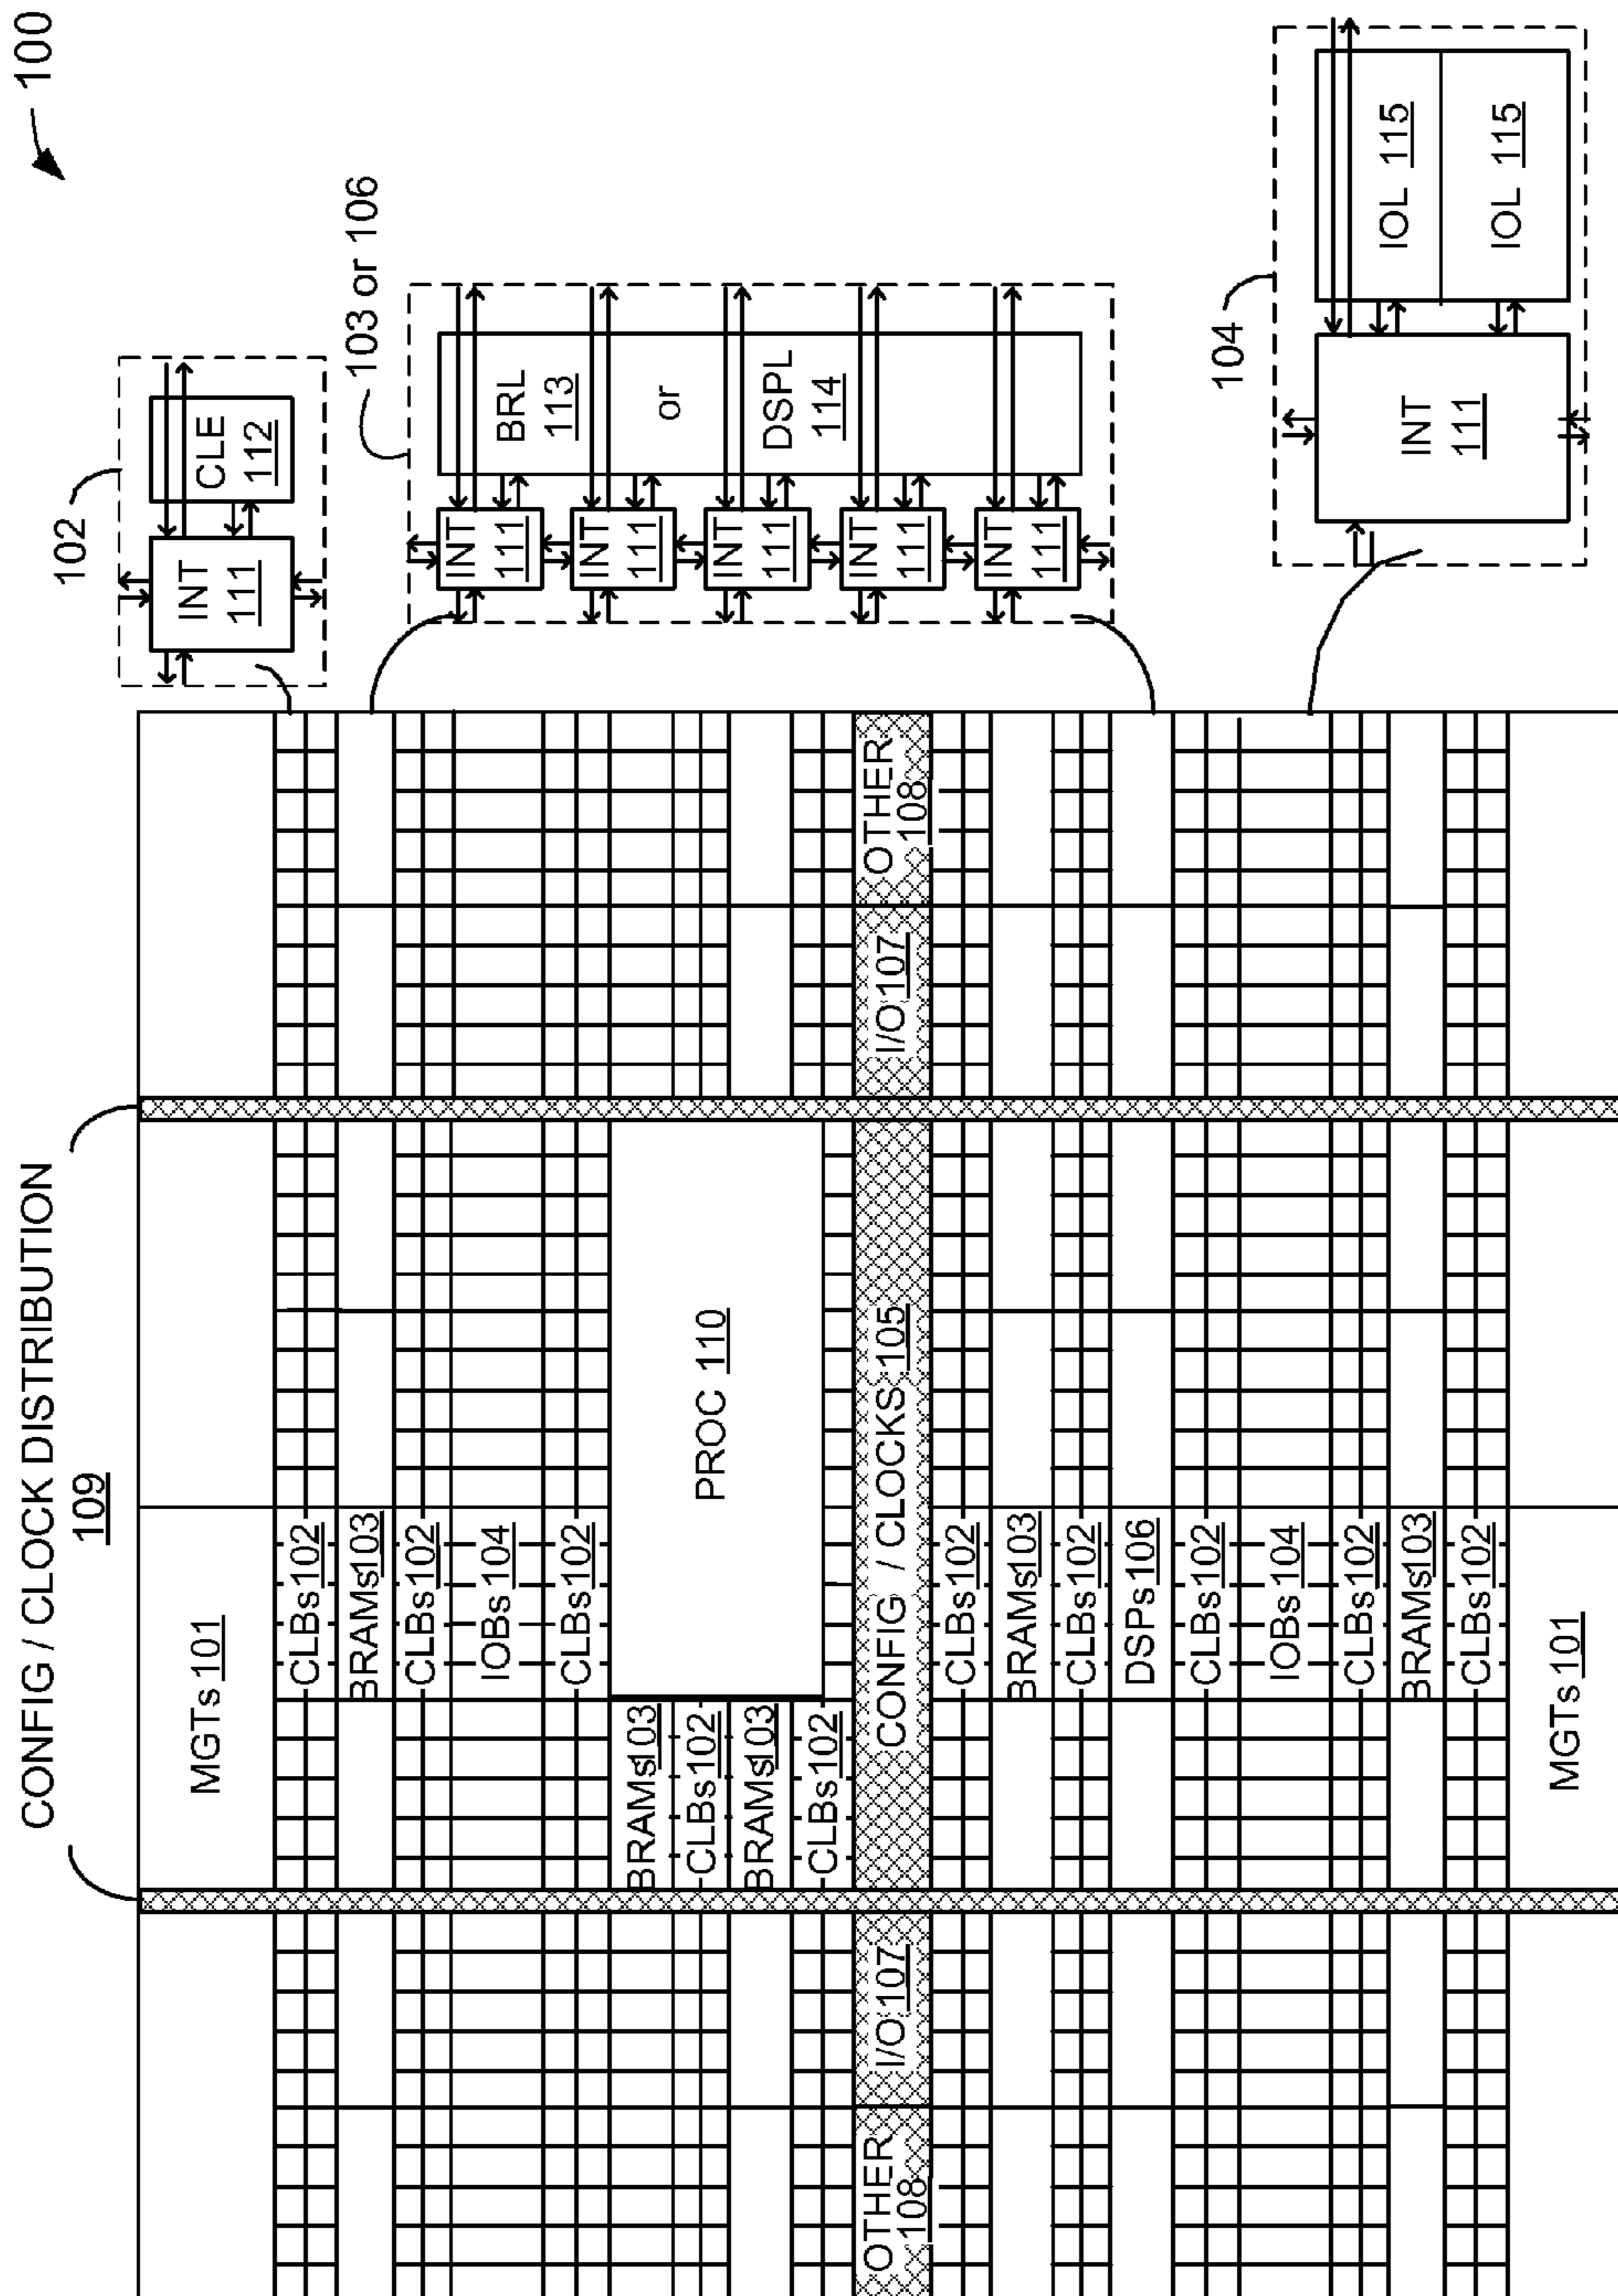 100
CONFIG / CLOCK DISTRIBUTION
109
MGTs 101
CLBs 102
BRAMs 103
CLBs 102
IOBs 104
CLBs 102
BRAMs 103
CLBs 102
BRAMs 103
CLBs 102
PROC 110
OTHER
108
I/O 107
CONFIG / CLOCKS 105
I/O 107
OTHER
108
CLBs 102
BRAMs 103
CLBs 102
DSPs 106
CLBs 102
IOBs 104
CLBs 102
BRAMs 103
CLBs 102
MGTs 101
102
INT
111
CLE
112
103 or 106
INT
111
INT
111
INT
111
INT
111
INT
111
BRL
113
or
DSPL
114
104
INT
111
IOL 115
IOL 115